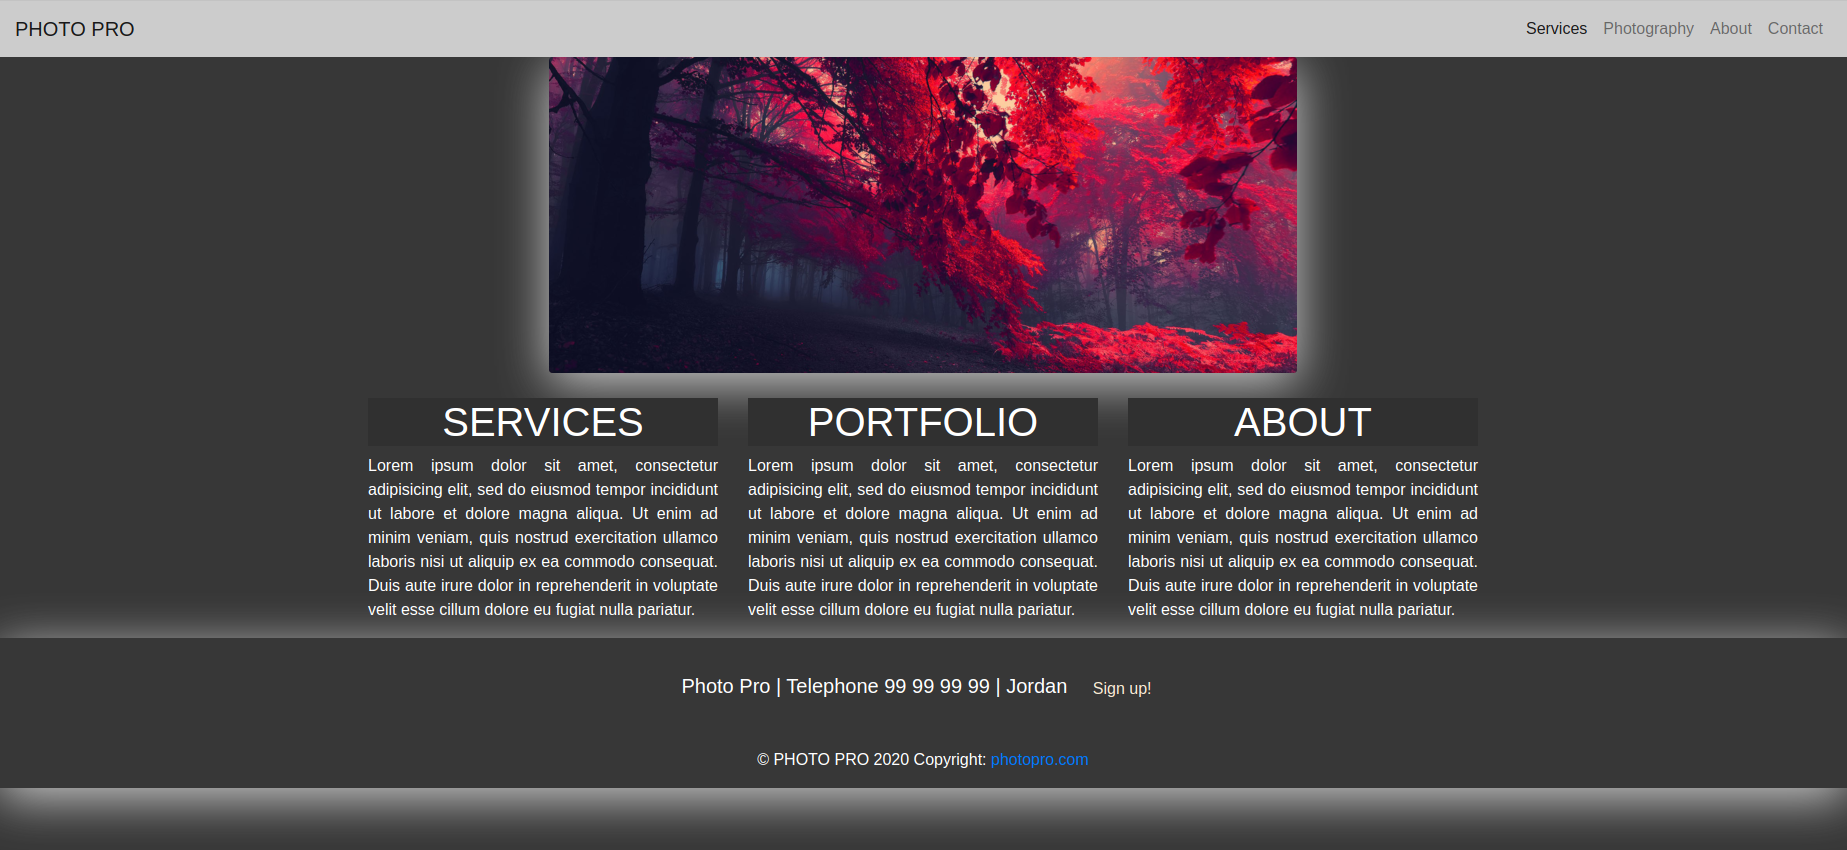 PHOTO PRO
Services Photography About Contact
SERVICES
Lorem ipsum dolor sit amet, consectetur
adipisicing elit, sed do eiusmod tempor incididunt
ut labore et dolore magna aliqua. Ut enim ad
minim veniam, quis nostrud exercitation ullamco
laboris nisi ut aliquip ex ea commodo consequat.
Duis aute irure dolor in reprehenderit in voluptate
velit esse cillum dolore eu fugiat nulla pariatur.
PORTFOLIO
Lorem ipsum dolor sit amet, consectetur
adipisicing elit, sed do eiusmod tempor incididunt
ut labore et dolore magna aliqua. Ut enim ad
minim veniam, quis nostrud exercitation ullamco
laboris nisi ut aliquip ex ea commodo consequat.
Duis aute irure dolor in reprehenderit in voluptate
velit esse cillum dolore eu fugiat nulla pariatur.
ABOUT
Lorem ipsum dolor sit amet, consectetur
adipisicing elit, sed do eiusmod tempor incididunt
ut labore et dolore magna aliqua. Ut enim ad
minim veniam, quis nostrud exercitation ullamco
laboris nisi ut aliquip ex ea commodo consequat.
Duis aute irure dolor in reprehenderit in voluptate
velit esse cillum dolore eu fugiat nulla pariatur.
Photo Pro | Telephone 99 99 99 99 | Jordan Sign up!
© PHOTO PRO 2020 Copyright: photopro.com